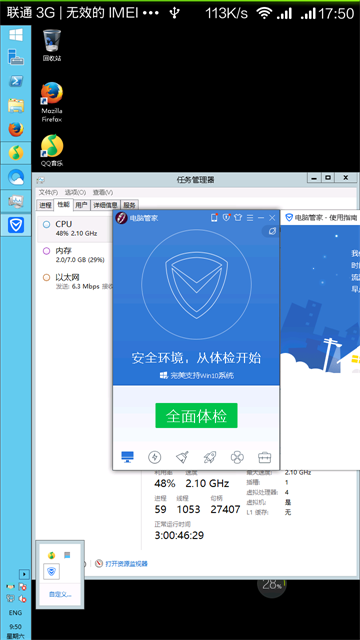 联通 3G | 无效的 IMEI ••• 113K/s 17:50
回收站
Mozilla
Firefox
QQ音乐
任务管理器
文件(F) 选项(O) 查看(V)
进程 性能 用户 详细信息 服务
CPU
48% 2.10 GHz
内存
2.0/7.0 GB (29%)
以太网
发送: 6.3 Mbps 接收
电脑管家
电脑管家 - 使用指南
安全环境，从体检开始
完美支持Win10系统
全面体检
利用率 速度 最大速度: 2.10 GHz
48% 2.10 GHz
插槽: 1
虚拟处理器: 4
进程 线程 句柄
虚拟机: 是
59 1053 27407
L1 缓存: 无
正常运行时间
3:00:46:29
打开资源监视器
自定义...
28%
ENG
9:50
星期六